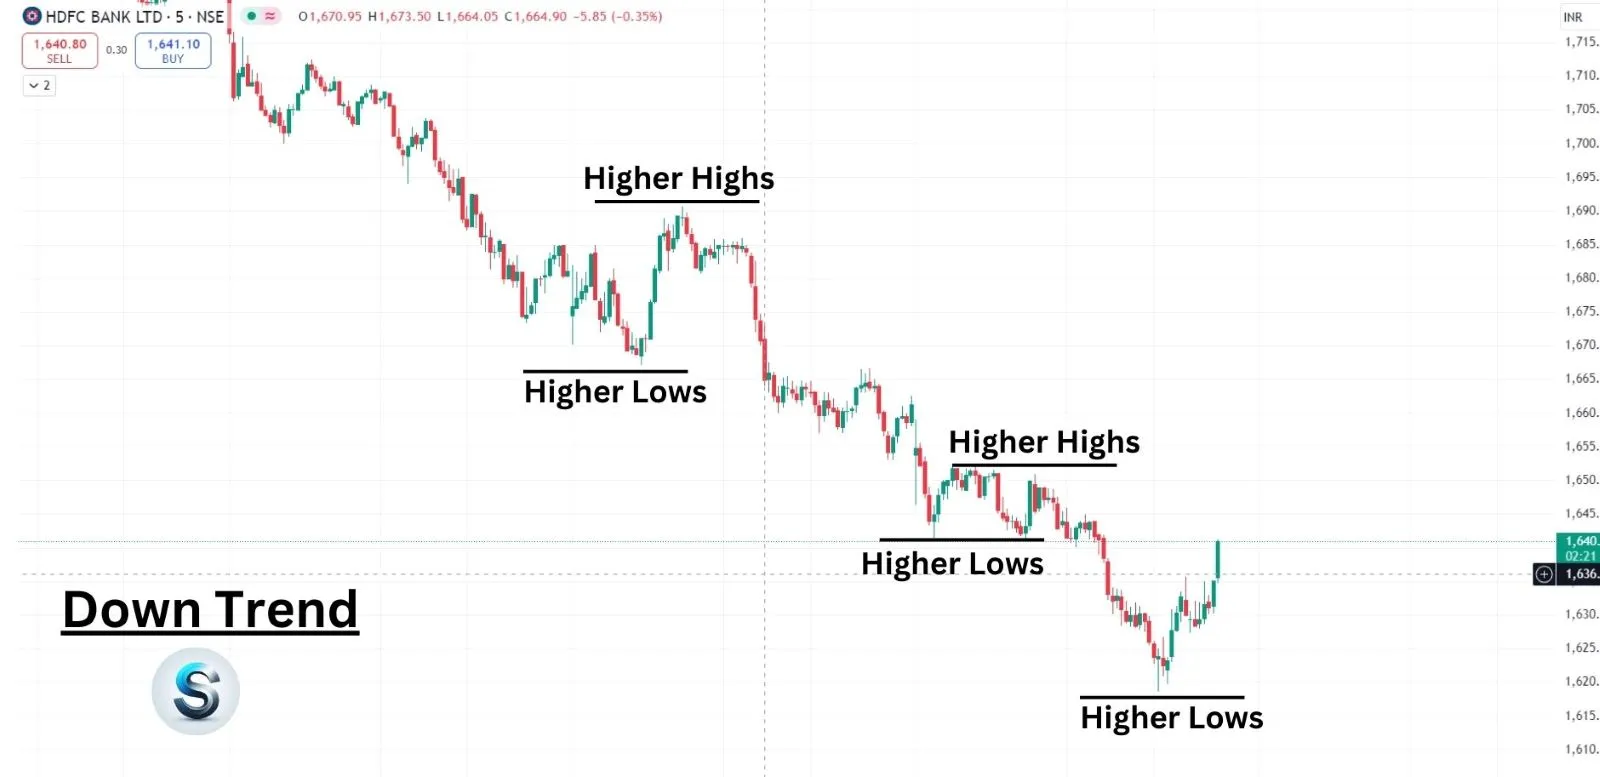 HDFC BANK LTD · 5 · NSE O1,670.95 H1,673.50 L1,664.05 C1,664.90 -5.85 (-0.35%)
INR
1,640.80
SELL
0.30
1,641.10
BUY
2
1,715.
1,710.
1,705.
1,700.
1,695.
1,690.
1,685.
1,680.
1,675.
1,670.
1,665.
1,660.
1,655.
1,650.
1,645.
1,640.
02:21
1,636.
1,630.
1,625.
1,620.
1,615.
1,610.
Higher Highs
Higher Lows
Higher Highs
Higher Lows
Higher Lows
Down Trend
S